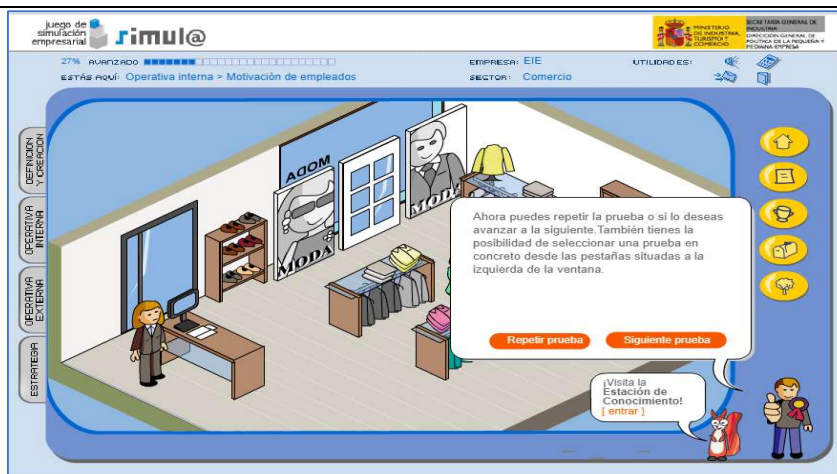 juego de
simulación
empresarial
simul@
MINISTERIO
DE INDUSTRIA,
TURISMO Y
COMERCIO
SECRETARÍA GENERAL DE
INDUSTRIA
DIRECCIÓN GENERAL DE
POLÍTICA DE LA PEQUEÑA Y
MEDIANA EMPRESA
27% AVANZADO
EMPRESA: EIE
UTILIDADES:
ESTÁS AQUÍ: Operativa interna > Motivación de empleados
SECTOR: Comercio
DEFINICION
Y CREACION
OPERATIVA
INTERNA
OPERATIVA
EXTERNA
ESTRATEGIA
MODA
MODA
MODA
Ahora puedes repetir la prueba o si lo deseas
avanzar a la siguiente.También tienes la
posibilidad de seleccionar una prueba en
concreto desde las pestañas situadas a la
izquierda de la ventana.
Repetir prueba
Siguiente prueba
¡Visita la
Estación de
Conocimiento!
[ entrar ]